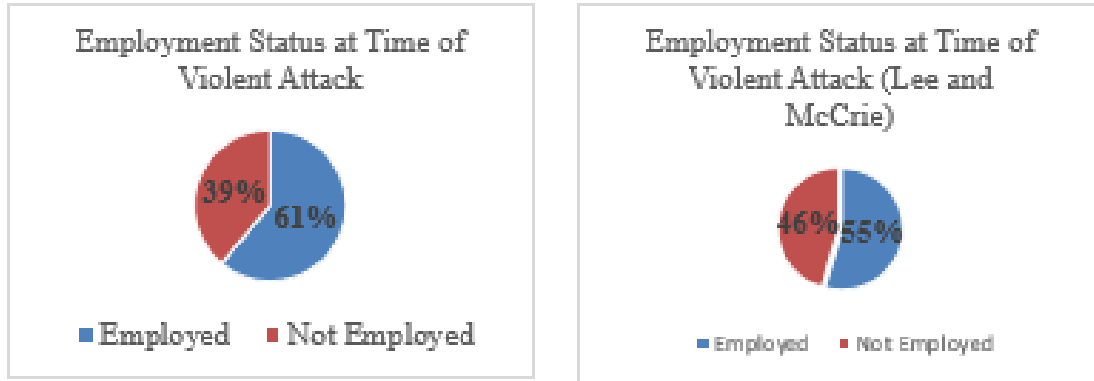 Employment Status at Time of
Violent Attack
39%
61%
Employed Not Employed
Employment Status at Time of
Violent Attack (Lee and
McCrie)
46%
55%
Employed Not Employed